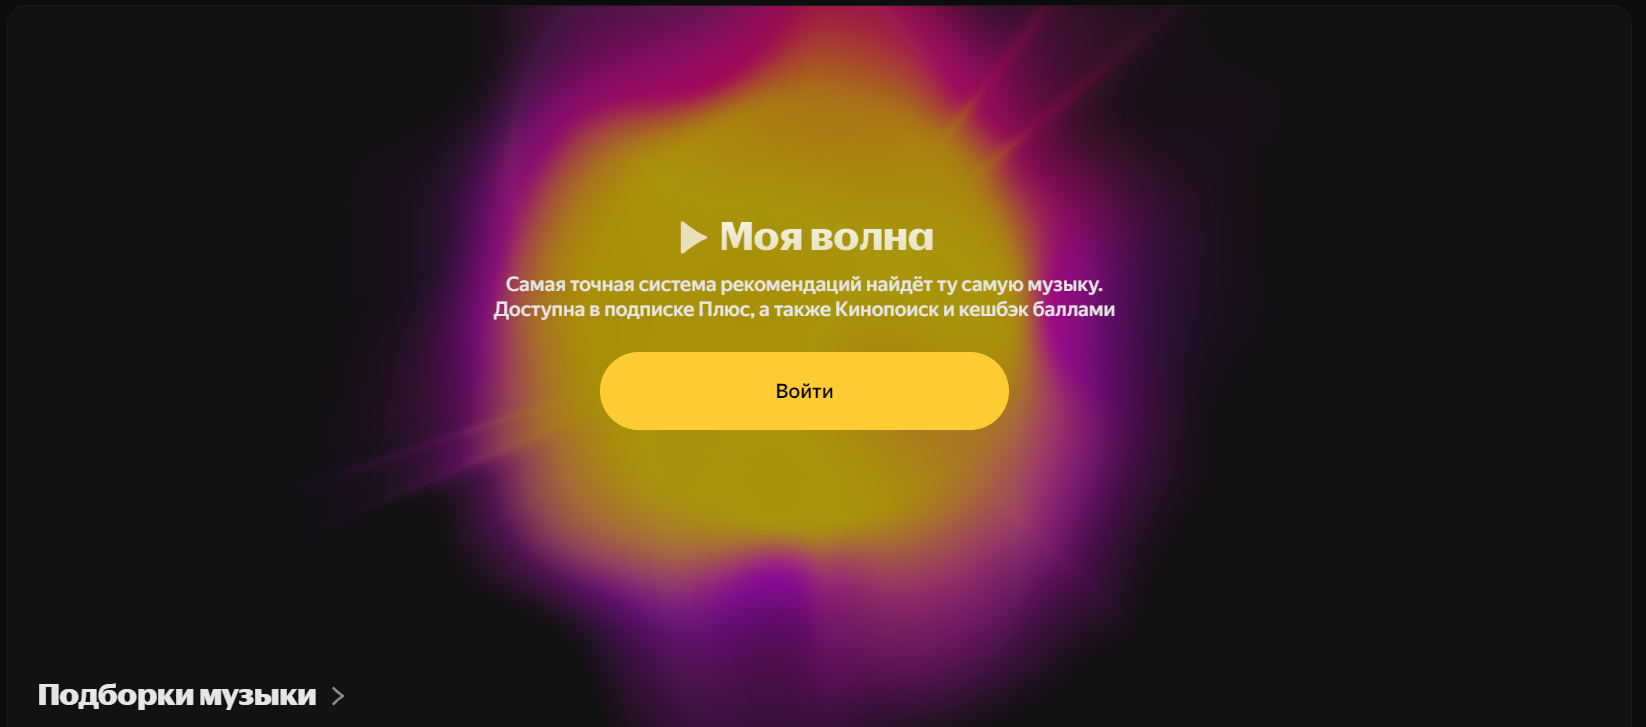 Моя волна
Самая точная система рекомендаций найдёт ту самую музыку.
Доступна в подписке Плюс, а также Кинопоиск и кешбэк баллами
Войти
Подборки музыки